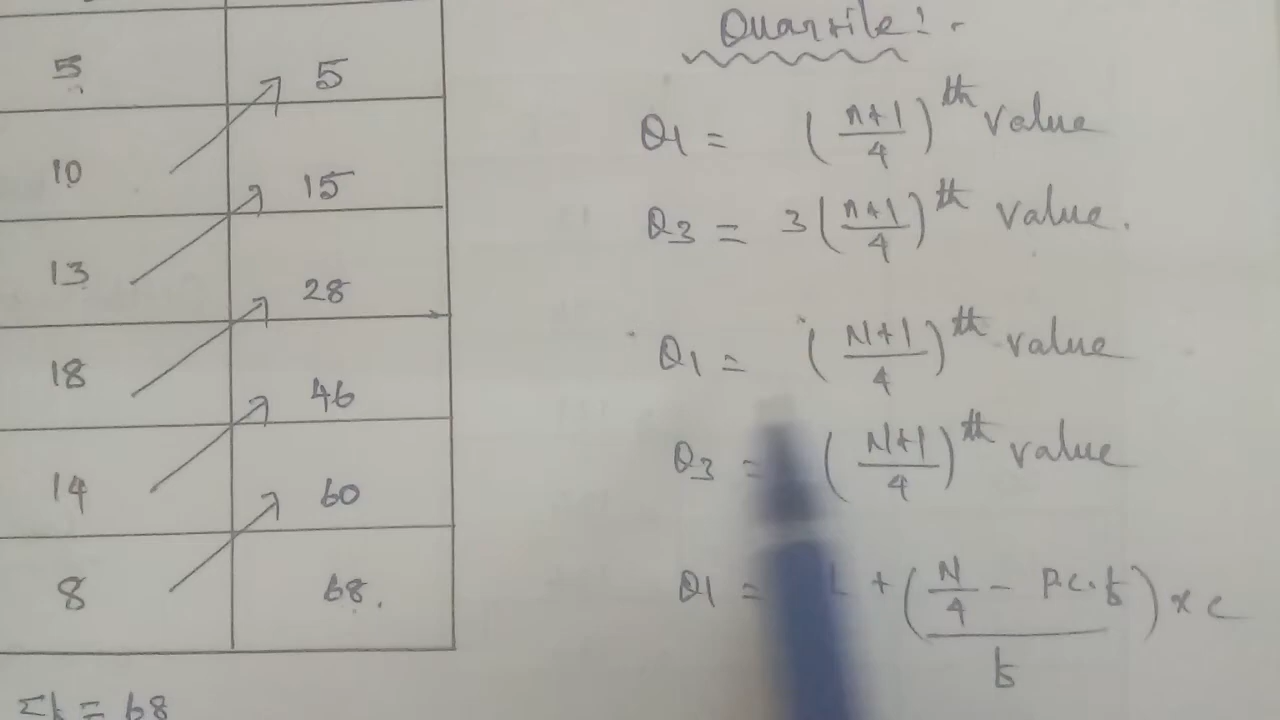 5 5
10 15
13 28
18 46
14 60
8 68.
Σf = 68
Quartile:-
Q1 = (n+1/4)th value
Q3 = 3(n+1/4)th value.
Q1 = (N+1/4)th value
Q3 = (N+1/4)th value
Q1 = L + (N/4 - P.c.f / f) x c